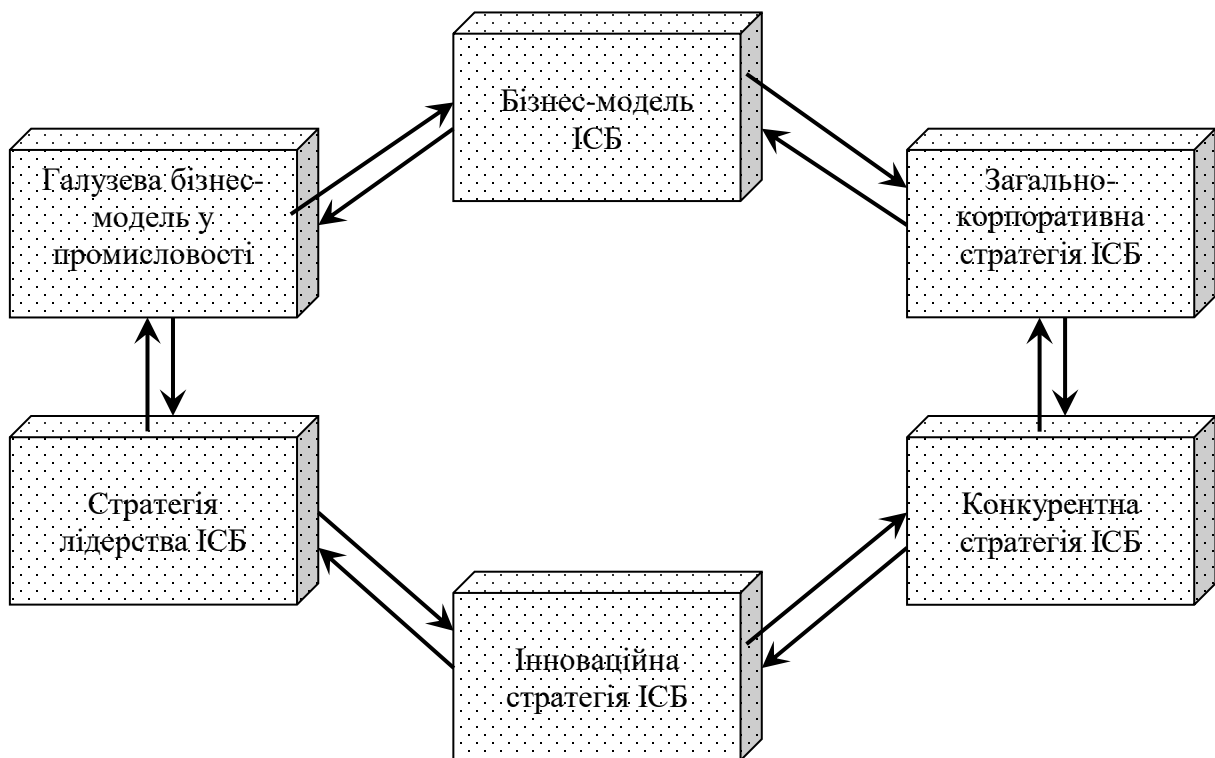 Бізнес-модель
ІСБ
Галузева бізнес-
модель у
промисловості
Загально-
корпоративна
стратегія ІСБ
Стратегія
лідерства ІСБ
Конкурентна
стратегія ІСБ
Інноваційна
стратегія ІСБ